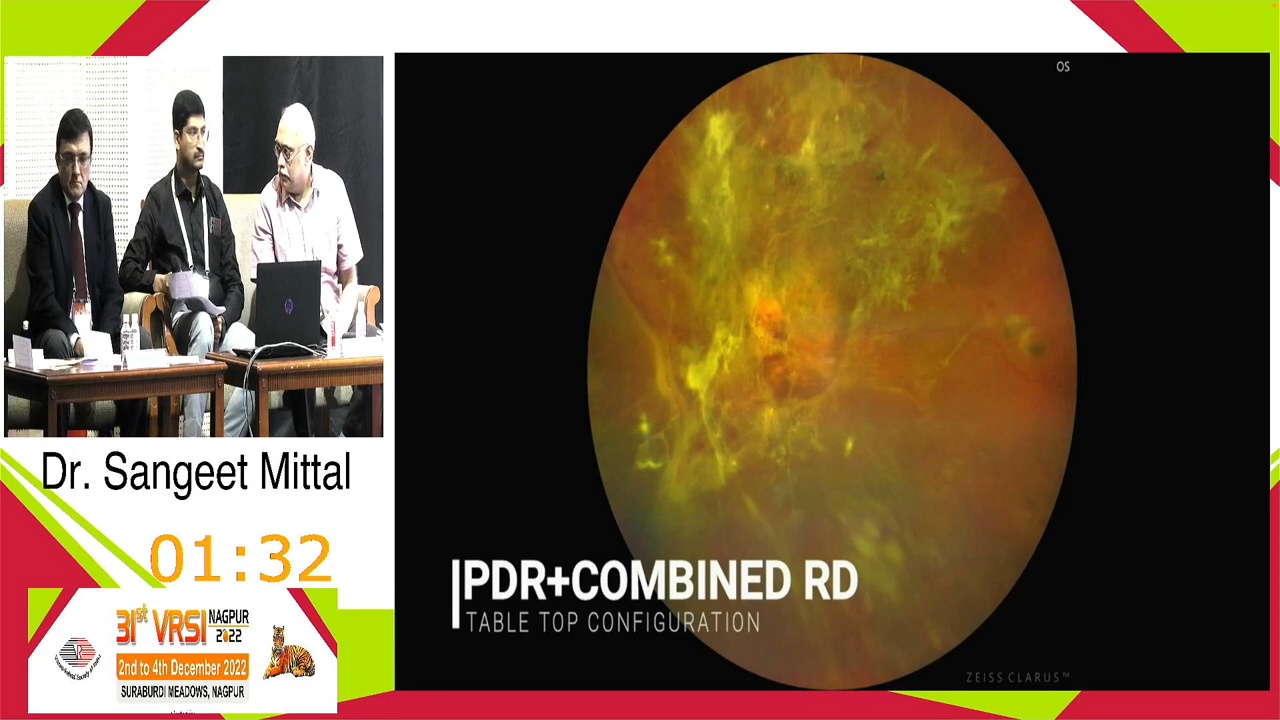 OS
PDR+COMBINED RD
TABLE TOP CONFIGURATION
ZEISS CLARUS™
Dr. Sangeet Mittal
01:32
31st VRSI NAGPUR 2022
2nd to 4th December 2022
SURABURDI MEADOWS, NAGPUR